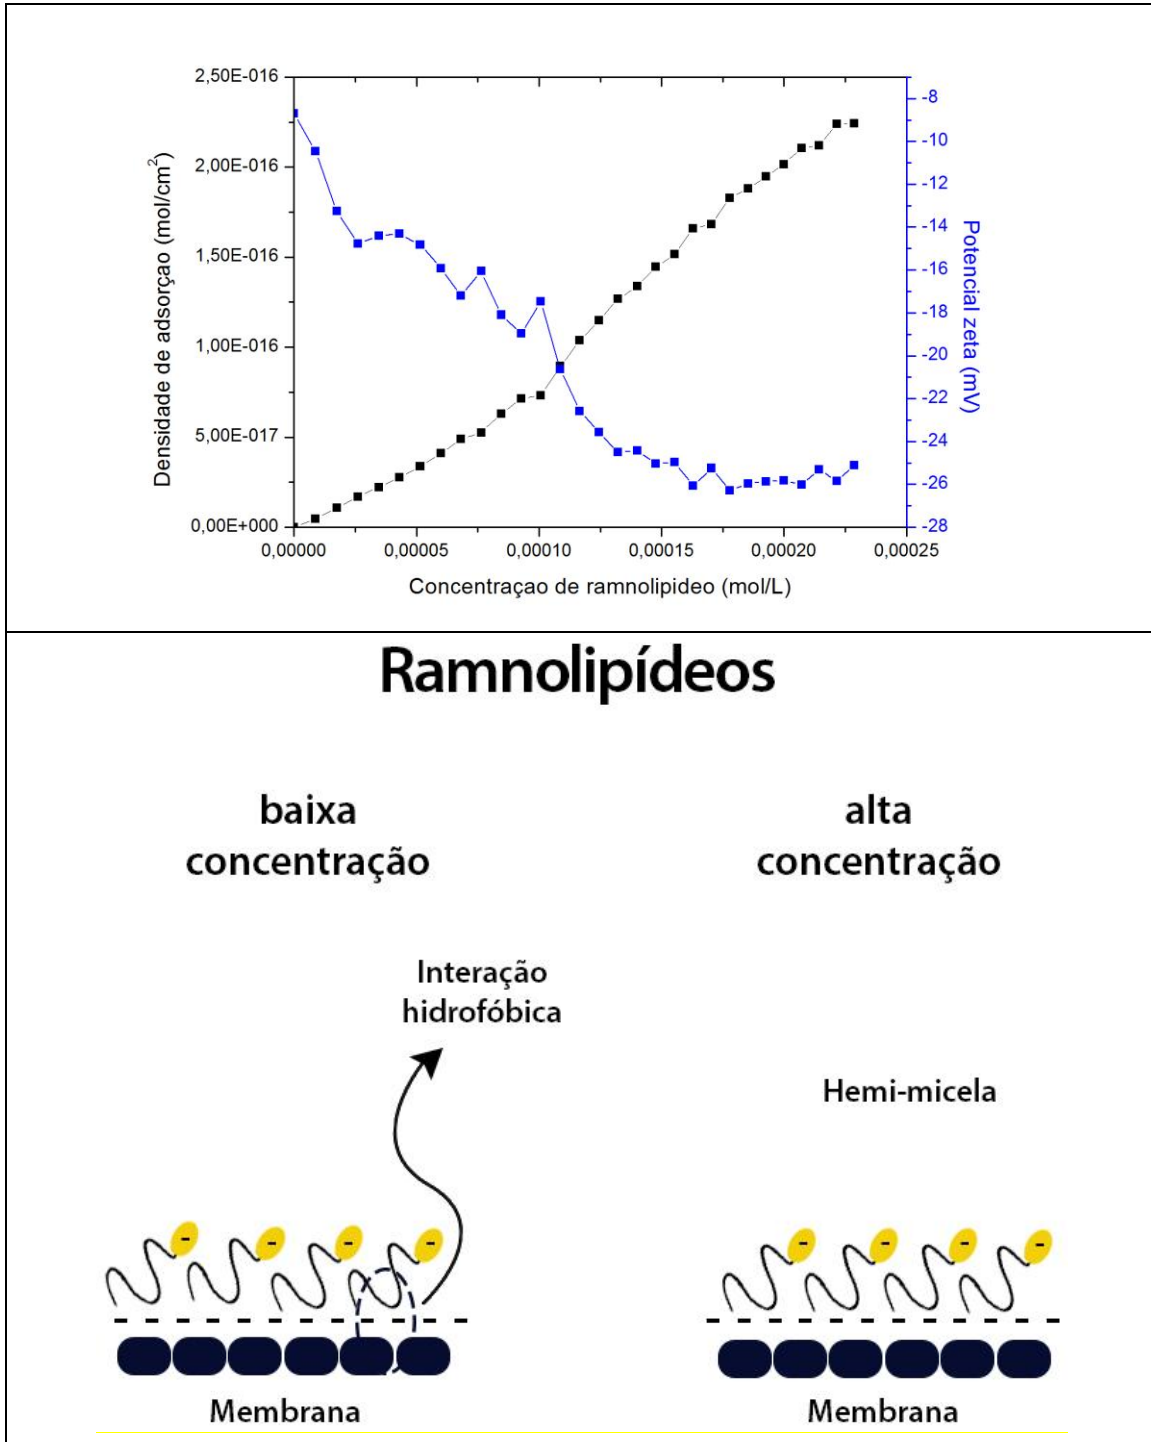 2,50E-016
2,00E-016
1,50E-016
1,00E-016
5,00E-017
0,00E+000
Densidade de adsorçao (mol/cm²)
-8
-10
-12
-14
-16
-18
-20
-22
-24
-26
-28
Potencial zeta (mV)
0,00000 0,00005 0,00010 0,00015 0,00020 0,00025
Concentraçao de ramnolipideo (mol/L)
Ramnolipídeos
baixa
concentração
alta
concentração
Interação
hidrofóbica
Hemi-micela
- - - -
- - - -
Membrana
Membrana